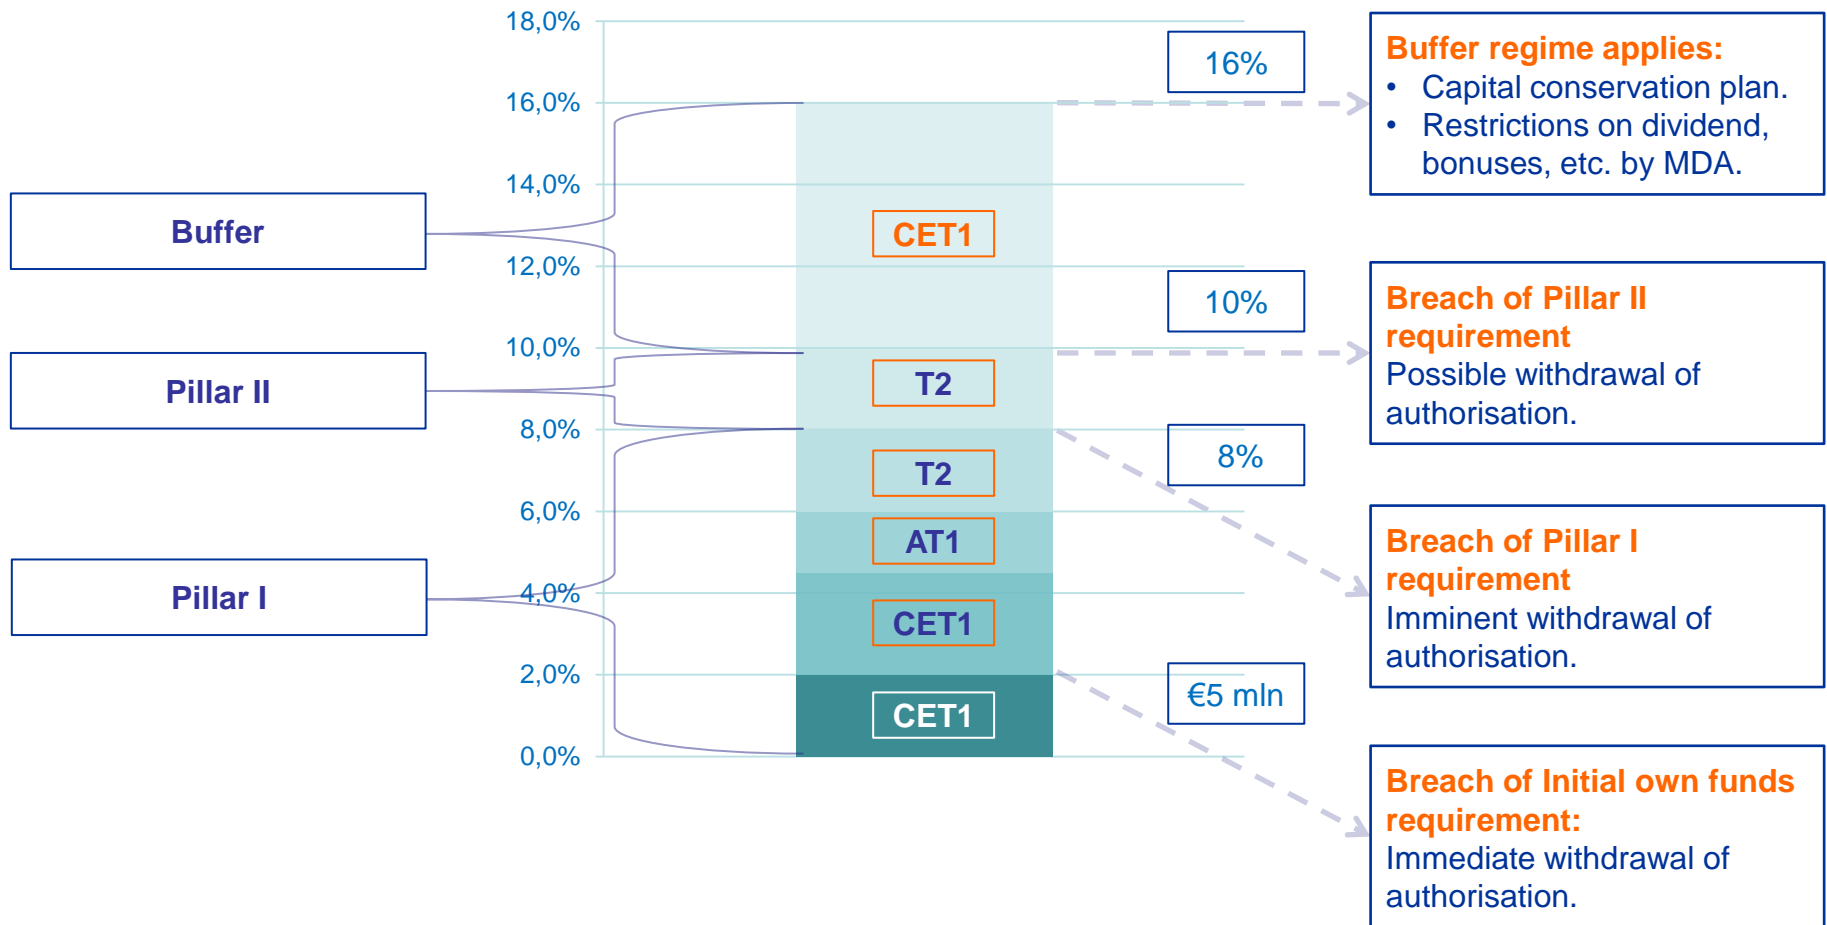 Buffer
Pillar II
Pillar I
18,0%
16,0%
14,0%
12,0%
10,0%
8,0%
6,0%
4,0%
2,0%
0,0%
CET1
T2
T2
AT1
CET1
CET1
16%
10%
8%
€5 mln
Buffer regime applies:
• Capital conservation plan.
• Restrictions on dividend,
bonuses, etc. by MDA.
Breach of Pillar II
requirement
Possible withdrawal of
authorisation.
Breach of Pillar I
requirement
Imminent withdrawal of
authorisation.
Breach of Initial own funds
requirement:
Immediate withdrawal of
authorisation.